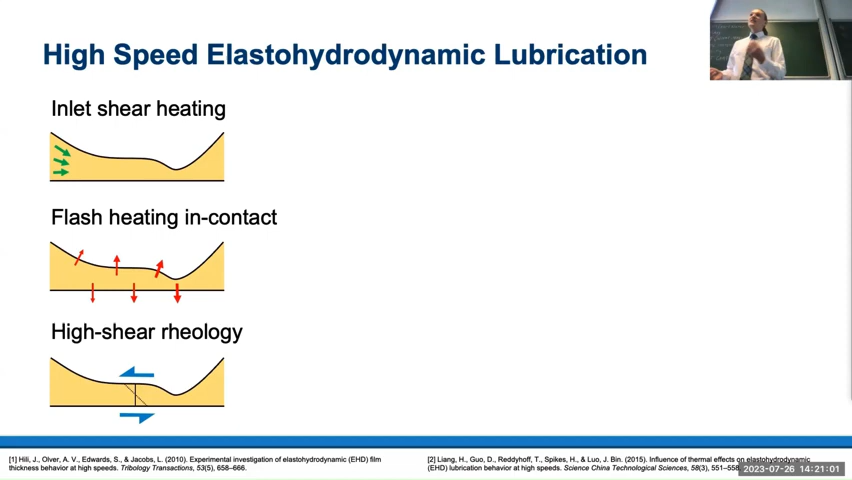 High Speed Elastohydrodynamic Lubrication
Inlet shear heating
Flash heating in-contact
High-shear rheology
[1] Hili, J., Olver, A. V., Edwards, S., & Jacobs, L. (2010). Experimental investigation of elastohydrodynamic (EHD) film
thickness behavior at high speeds. Tribology Transactions, 53(5), 658–666.
[2] Liang, H., Guo, D., Reddyhoff, T., Spikes, H., & Luo, J. Bin. (2015). Influence of thermal effects on elastohydrodynamic
(EHD) lubrication behavior at high speeds. Science China Technological Sciences, 58(3), 551–558
2023-07-26 14:21:01